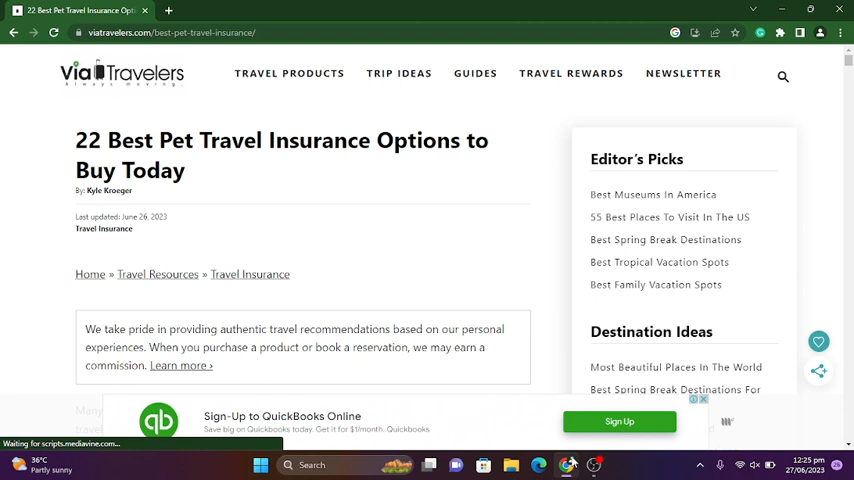 22 Best Pet Travel Insurance Opti
viatravelers.com/best-pet-travel-insurance/
ViaTravelers
Always moving.
TRAVEL PRODUCTS TRIP IDEAS GUIDES TRAVEL REWARDS NEWSLETTER
22 Best Pet Travel Insurance Options to
Buy Today
By: Kyle Kroeger
Last updated: June 26, 2023
Travel Insurance
Home » Travel Resources » Travel Insurance
We take pride in providing authentic travel recommendations based on our personal
experiences. When you purchase a product or book a reservation, we may earn a
commission. Learn more ›
Many
Editor's Picks
Best Museums In America
55 Best Places To Visit In The US
Best Spring Break Destinations
Best Tropical Vacation Spots
Best Family Vacation Spots
Destination Ideas
Most Beautiful Places In The World
Best Spring Break Destinations For
qb
Sign-Up to QuickBooks Online
Save big on Quickbooks today. Get it for $1/month. Quickbooks
Sign Up
Waiting for scripts.mediavine.com...
36°C
Partly sunny
Search
12:25 pm
27/06/2023